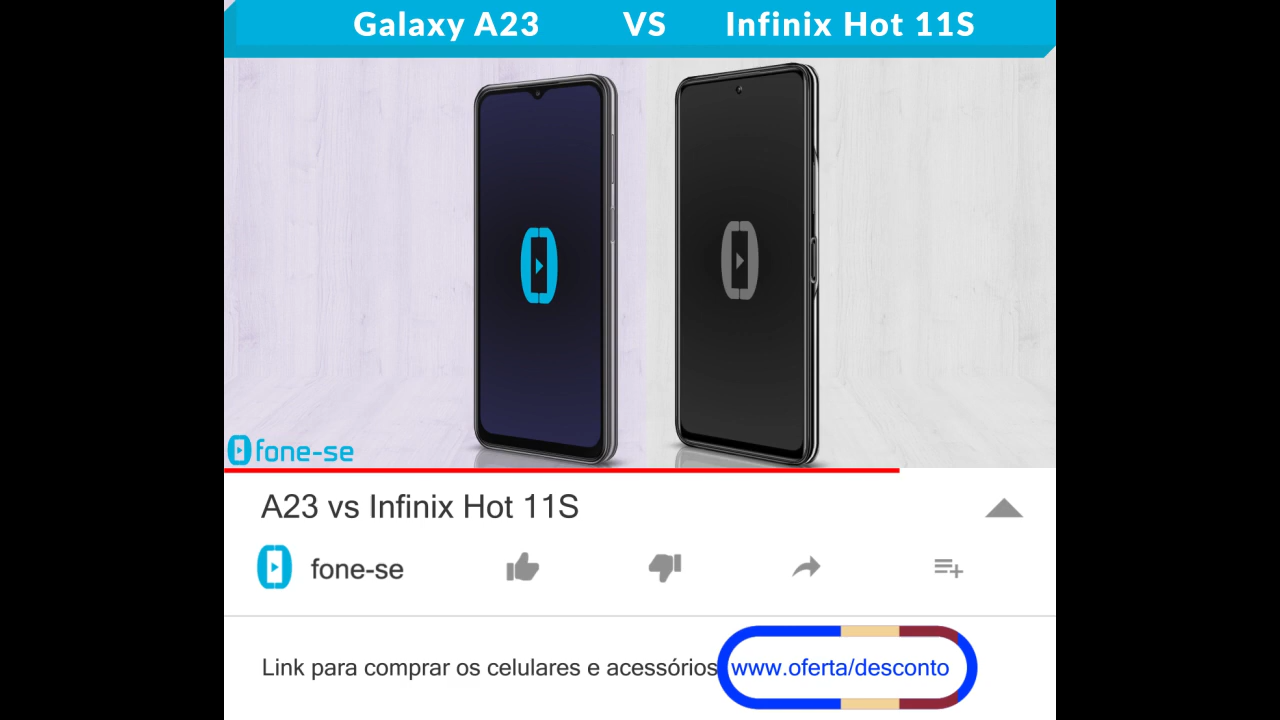 Galaxy A23 VS Infinix Hot 11S
fone-se
A23 vs Infinix Hot 11S
fone-se
Link para comprar os celulares e acessórios www.oferta/desconto